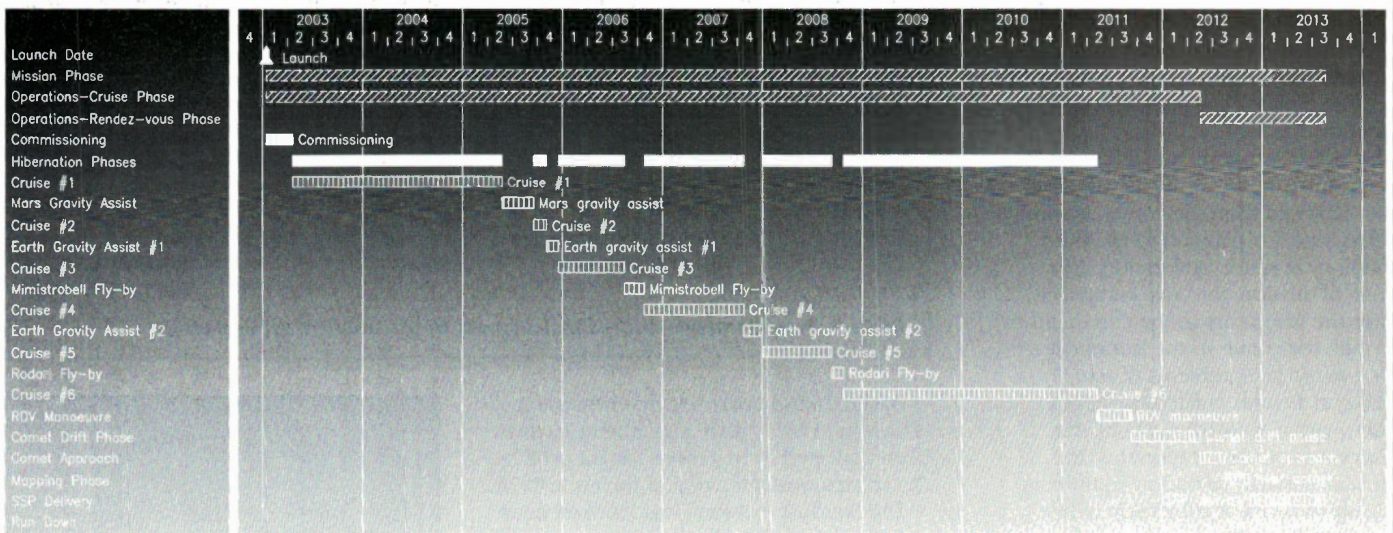 2003 2004 2005 2006 2007 2008 2009 2010 2011 2012 2013
4 1 2 3 4 1 2 3 4 1 2 3 4 1 2 3 4 1 2 3 4 1 2 3 4 1 2 3 4 1 2 3 4 1 2 3 4 1 2 3 4 1 2 3 4 1
Launch Date Launch
Mission Phase
Operations-Cruise Phase
Operations-Rendez-vous Phase
Commissioning Commissioning
Hibernation Phases
Cruise #1 Cruise #1
Mars Gravity Assist Mars gravity assist
Cruise #2 Cruise #2
Earth Gravity Assist #1 Earth gravity assist #1
Cruise #3 Cruise #3
Mimistrobell Fly-by Mimistrobell Fly-by
Cruise #4 Cruise #4
Earth Gravity Assist #2 Earth gravity assist #2
Cruise #5 Cruise #5
Rodari Fly-by Rodari Fly-by
Cruise #6 Cruise #6
RDV Manoeuvre RDV manoeuvre
Comet Drift Phase Comet drift phase
Comet Approach Comet approach
Mapping Phase
SSP Delivery
Run Down